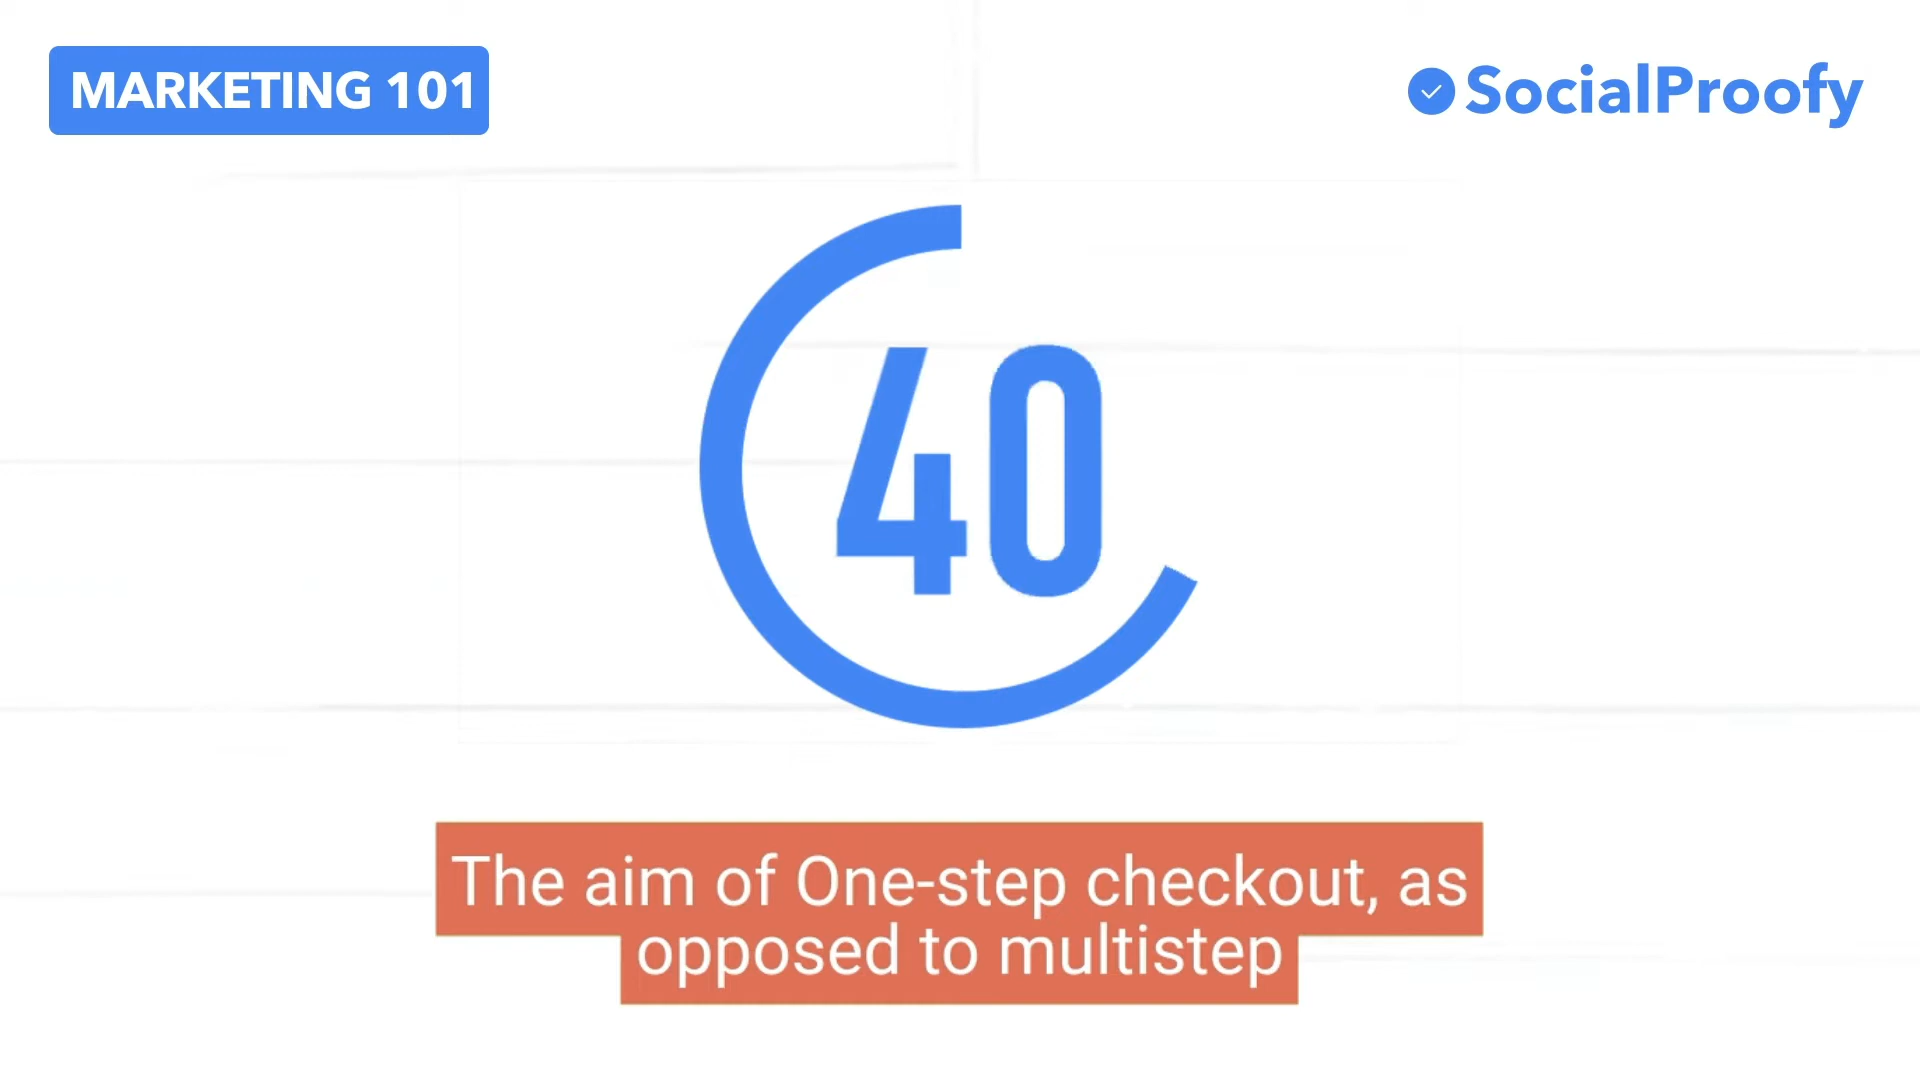 MARKETING 101
SocialProofy
40
The aim of One-step checkout, as
opposed to multistep